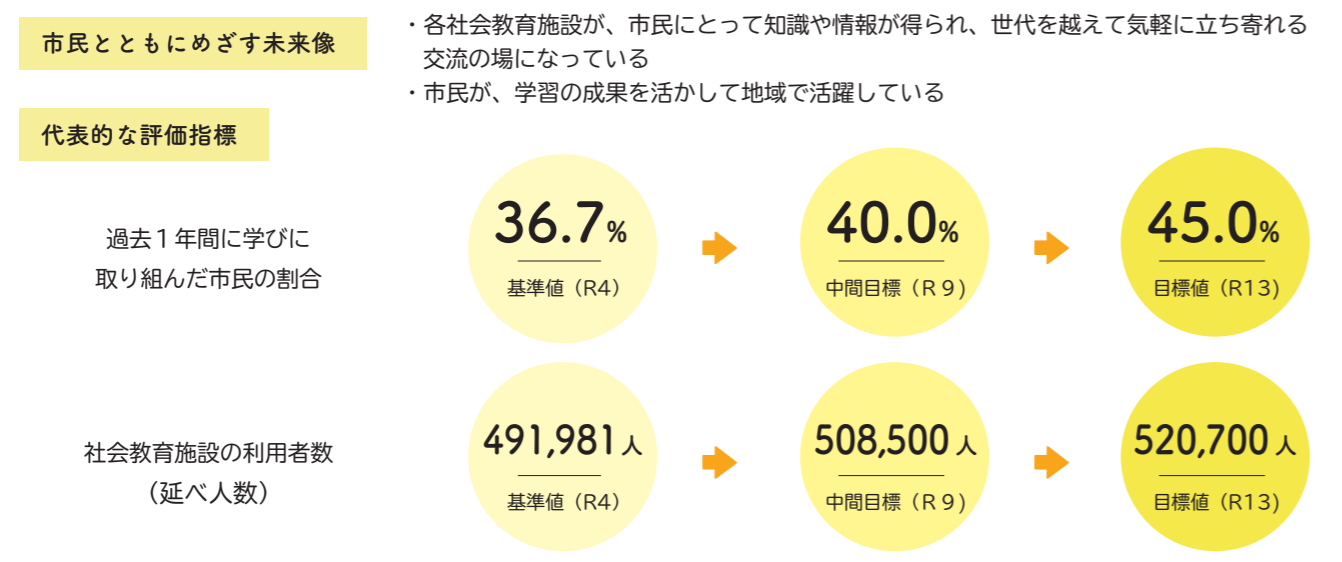 市民とともにめざす未来像
・各社会教育施設が、市民にとって知識や情報が得られ、世代を越えて気軽に立ち寄れる
交流の場になっている
・市民が、学習の成果を活かして地域で活躍している
代表的な評価指標
過去1年間に学びに
取り組んだ市民の割合
36.7%
基準値（R4）
40.0%
中間目標（R9）
45.0%
目標値（R13）
社会教育施設の利用者数
（延べ人数）
491,981人
基準値（R4）
508,500人
中間目標（R9）
520,700人
目標値（R13）